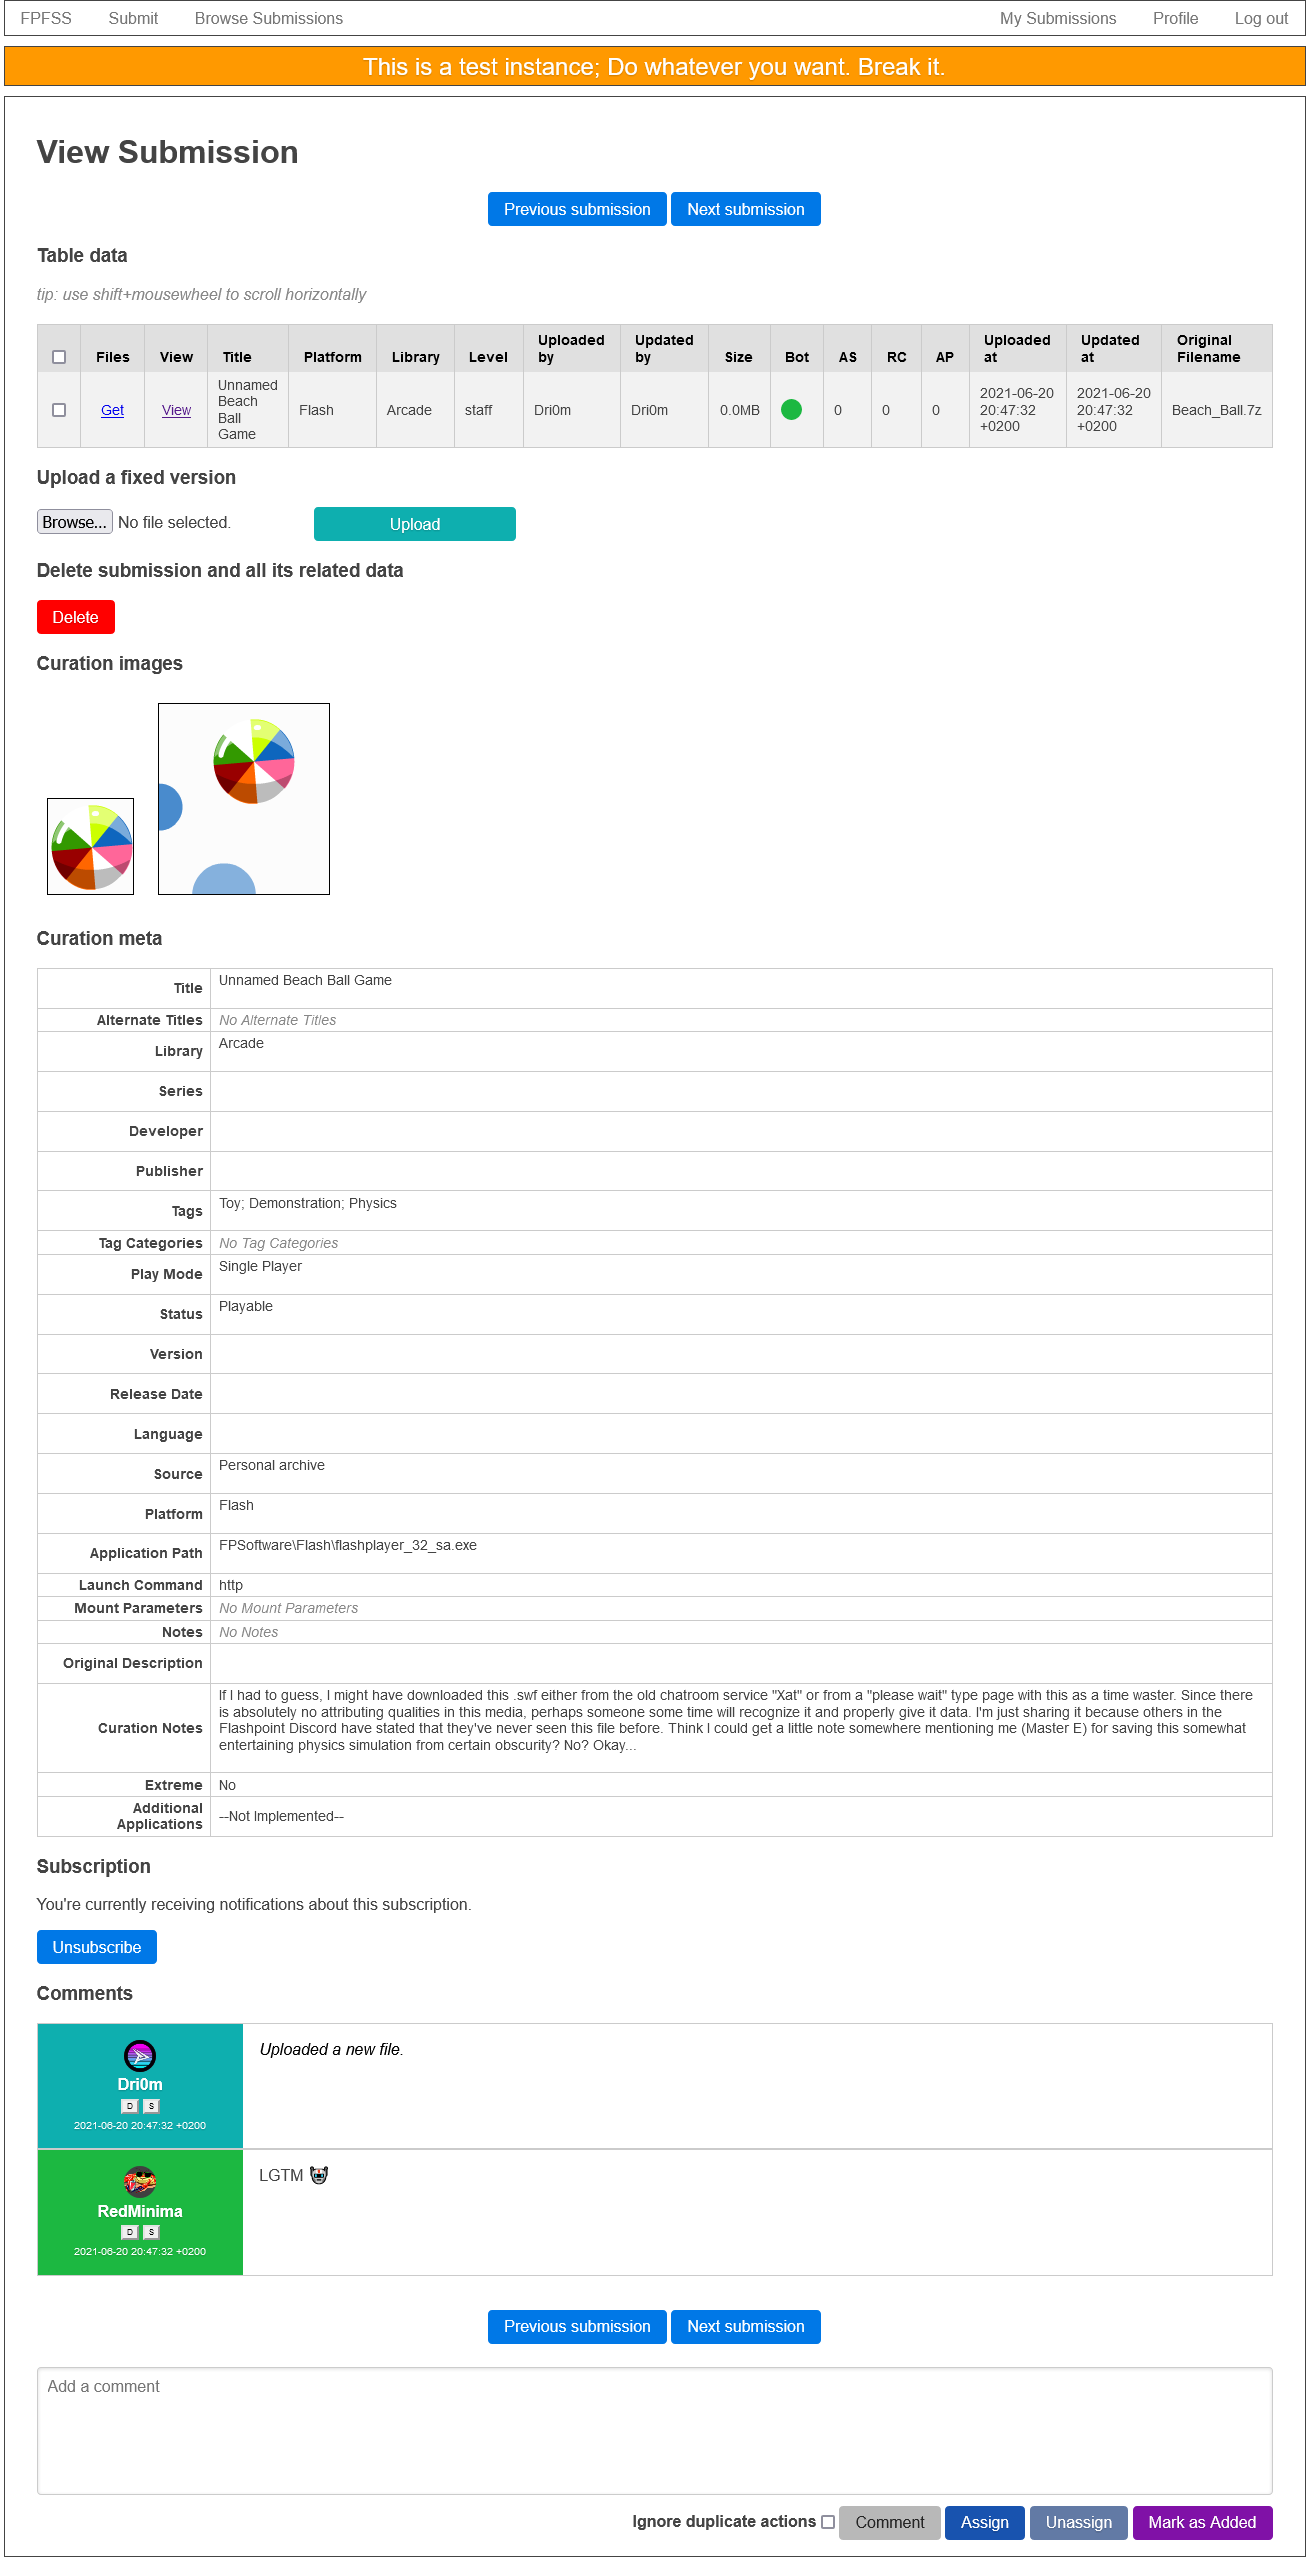 FPFSS Submit Browse Submissions My Submissions Profile Log out
This is a test instance; Do whatever you want. Break it.
View Submission
Previous submission Next submission
Table data
tip: use shift+mousewheel to scroll horizontally
Files View Title Platform Library Level Uploaded by Updated by Size Bot AS RC AP Uploaded at Updated at Original Filename
Get View Unnamed Beach Ball Game Flash Arcade staff Dri0m Dri0m 0.0MB 0 0 0 2021-06-20 20:47:32 +0200 2021-06-20 20:47:32 +0200 Beach_Ball.7z
Upload a fixed version
Browse... No file selected. Upload
Delete submission and all its related data
Delete
Curation images
Curation meta
Title Unnamed Beach Ball Game
Alternate Titles No Alternate Titles
Library Arcade
Series
Developer
Publisher
Tags Toy; Demonstration; Physics
Tag Categories No Tag Categories
Play Mode Single Player
Status Playable
Version
Release Date
Language
Source Personal archive
Platform Flash
Application Path FPSoftware\Flash\flashplayer_32_sa.exe
Launch Command http
Mount Parameters No Mount Parameters
Notes No Notes
Original Description
Curation Notes If I had to guess, I might have downloaded this .swf either from the old chatroom service "Xat" or from a "please wait" type page with this as a time waster. Since there
is absolutely no attributing qualities in this media, perhaps someone some time will recognize it and properly give it data. I'm just sharing it because others in the
Flashpoint Discord have stated that they've never seen this file before. Think I could get a little note somewhere mentioning me (Master E) for saving this somewhat
entertaining physics simulation from certain obscurity? No? Okay...
Extreme No
Additional Applications --Not Implemented--
Subscription
You're currently receiving notifications about this subscription.
Unsubscribe
Comments
Uploaded a new file.
Dri0m
D S
2021-06-20 20:47:32 +0200
LGTM 🤖
RedMinima
D S
2021-06-20 20:47:32 +0200
Previous submission Next submission
Add a comment
Ignore duplicate actions Comment Assign Unassign Mark as Added